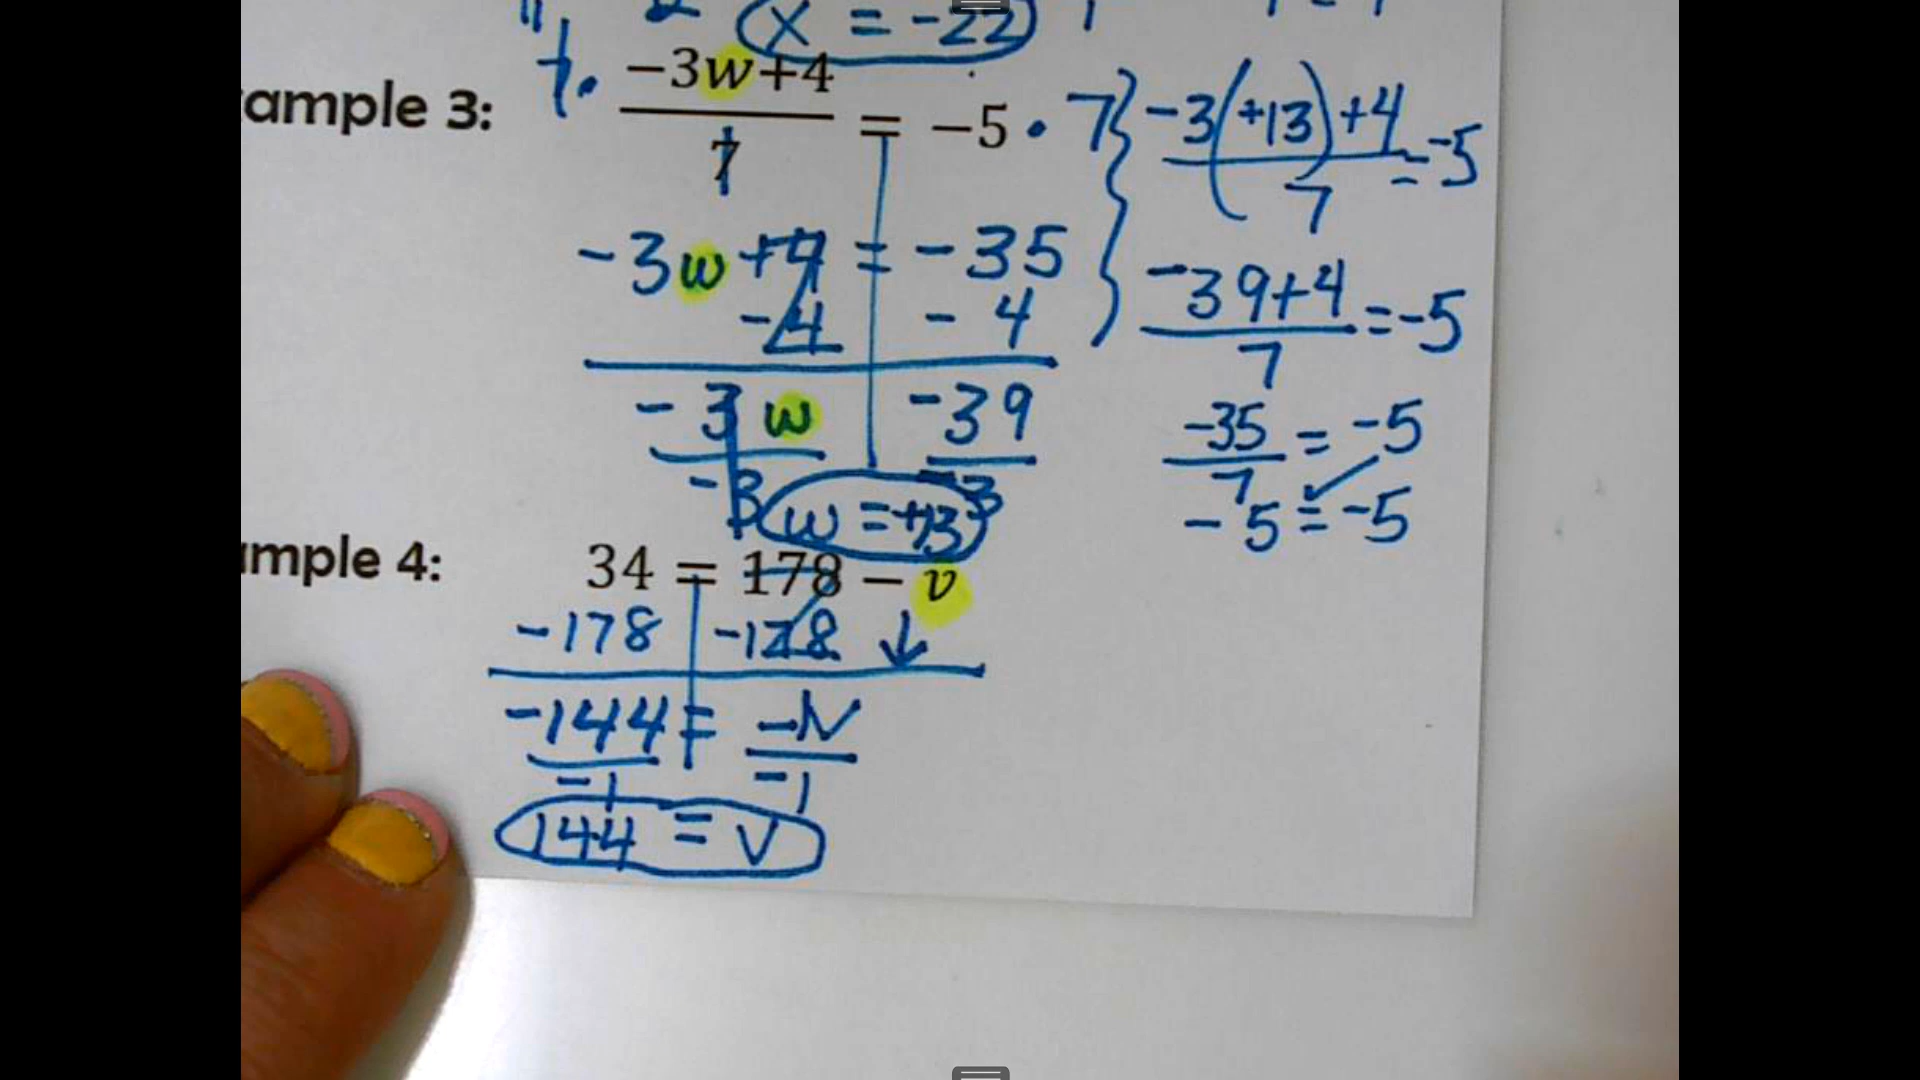 x = -22
ample 3: 7. -3w+4 / 7 = -5 • 7
-3w +4 = -35
-4 - 4
-3w -39
-3 -3
w = +13
-3(+13)+4 / 7 = -5
-39+4 / 7 = -5
-35 / 7 = -5
-5 = -5
mple 4: 34 = 178 − v
-178 -178 ↓
-144 = -v
-1 -1
144 = v